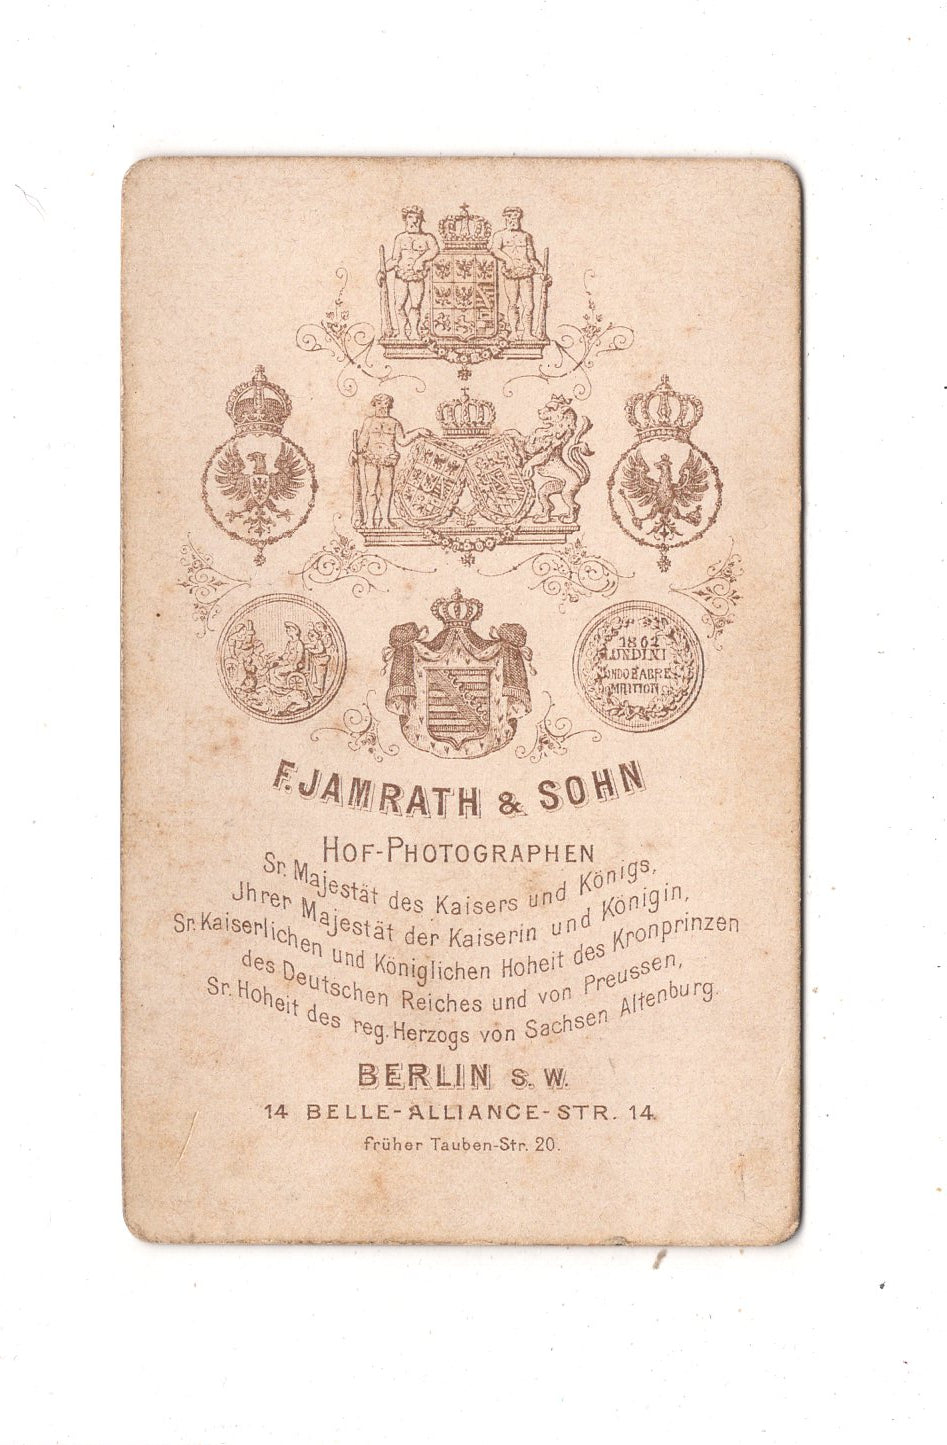 1862
LONDINI
F. JAMRATH & SOHN
HOF-PHOTOGRAPHEN
Sr. Majestät des Kaisers und Königs,
Jhrer Majestät der Kaiserin und Königin,
Sr. Kaiserlichen und Königlichen Hoheit des Kronprinzen
des Deutschen Reiches und von Preussen,
Sr. Hoheit des reg. Herzogs von Sachsen Altenburg.
BERLIN S. W.
14 BELLE-ALLIANCE-STR. 14.
früher Tauben-Str. 20.